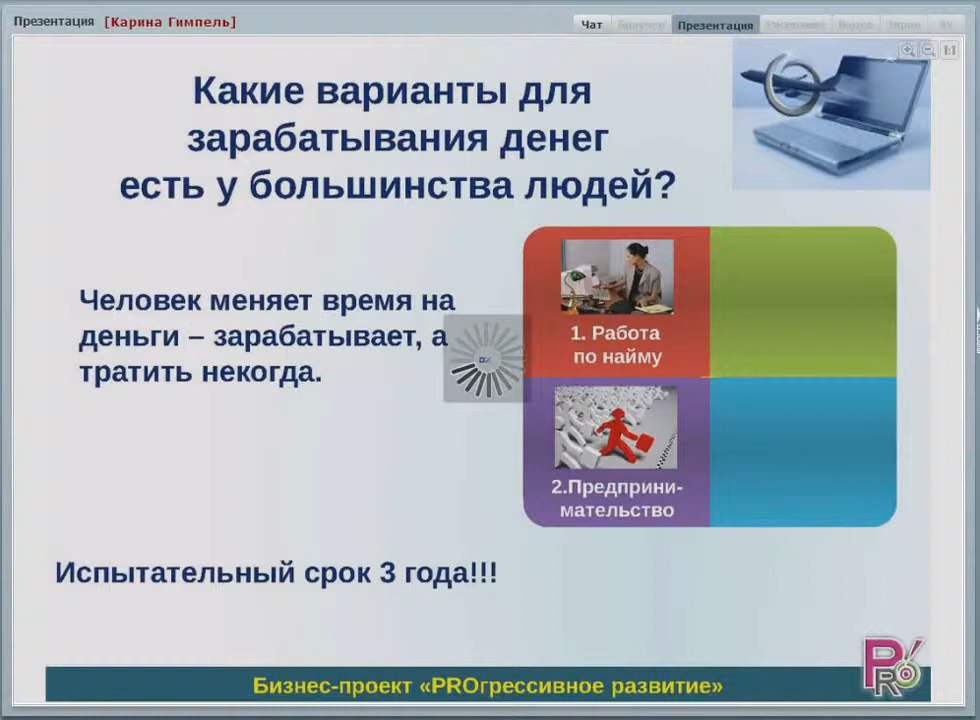 Презентация [Карина Гимпель]
Чат
Презентация
Какие варианты для
зарабатывания денег
есть у большинства людей?
Человек меняет время на
деньги – зарабатывает, а
тратить некогда.
1. Работа
по найму
2.Предприни-
мательство
Испытательный срок 3 года!!!
Бизнес-проект «PROгрессивное развитие»
PRO